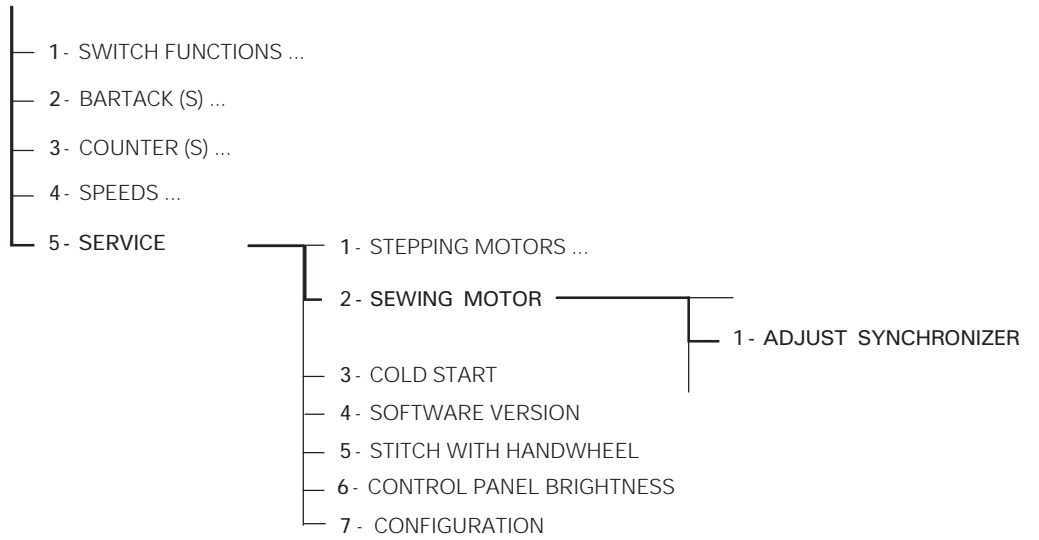 1 - SWITCH FUNCTIONS ...
2 - BARTACK (S) ...
3 - COUNTER (S) ...
4 - SPEEDS ...
5 - SERVICE
1 - STEPPING MOTORS ...
2 - SEWING MOTOR
1 - ADJUST SYNCHRONIZER
3 - COLD START
4 - SOFTWARE VERSION
5 - STITCH WITH HANDWHEEL
6 - CONTROL PANEL BRIGHTNESS
7 - CONFIGURATION